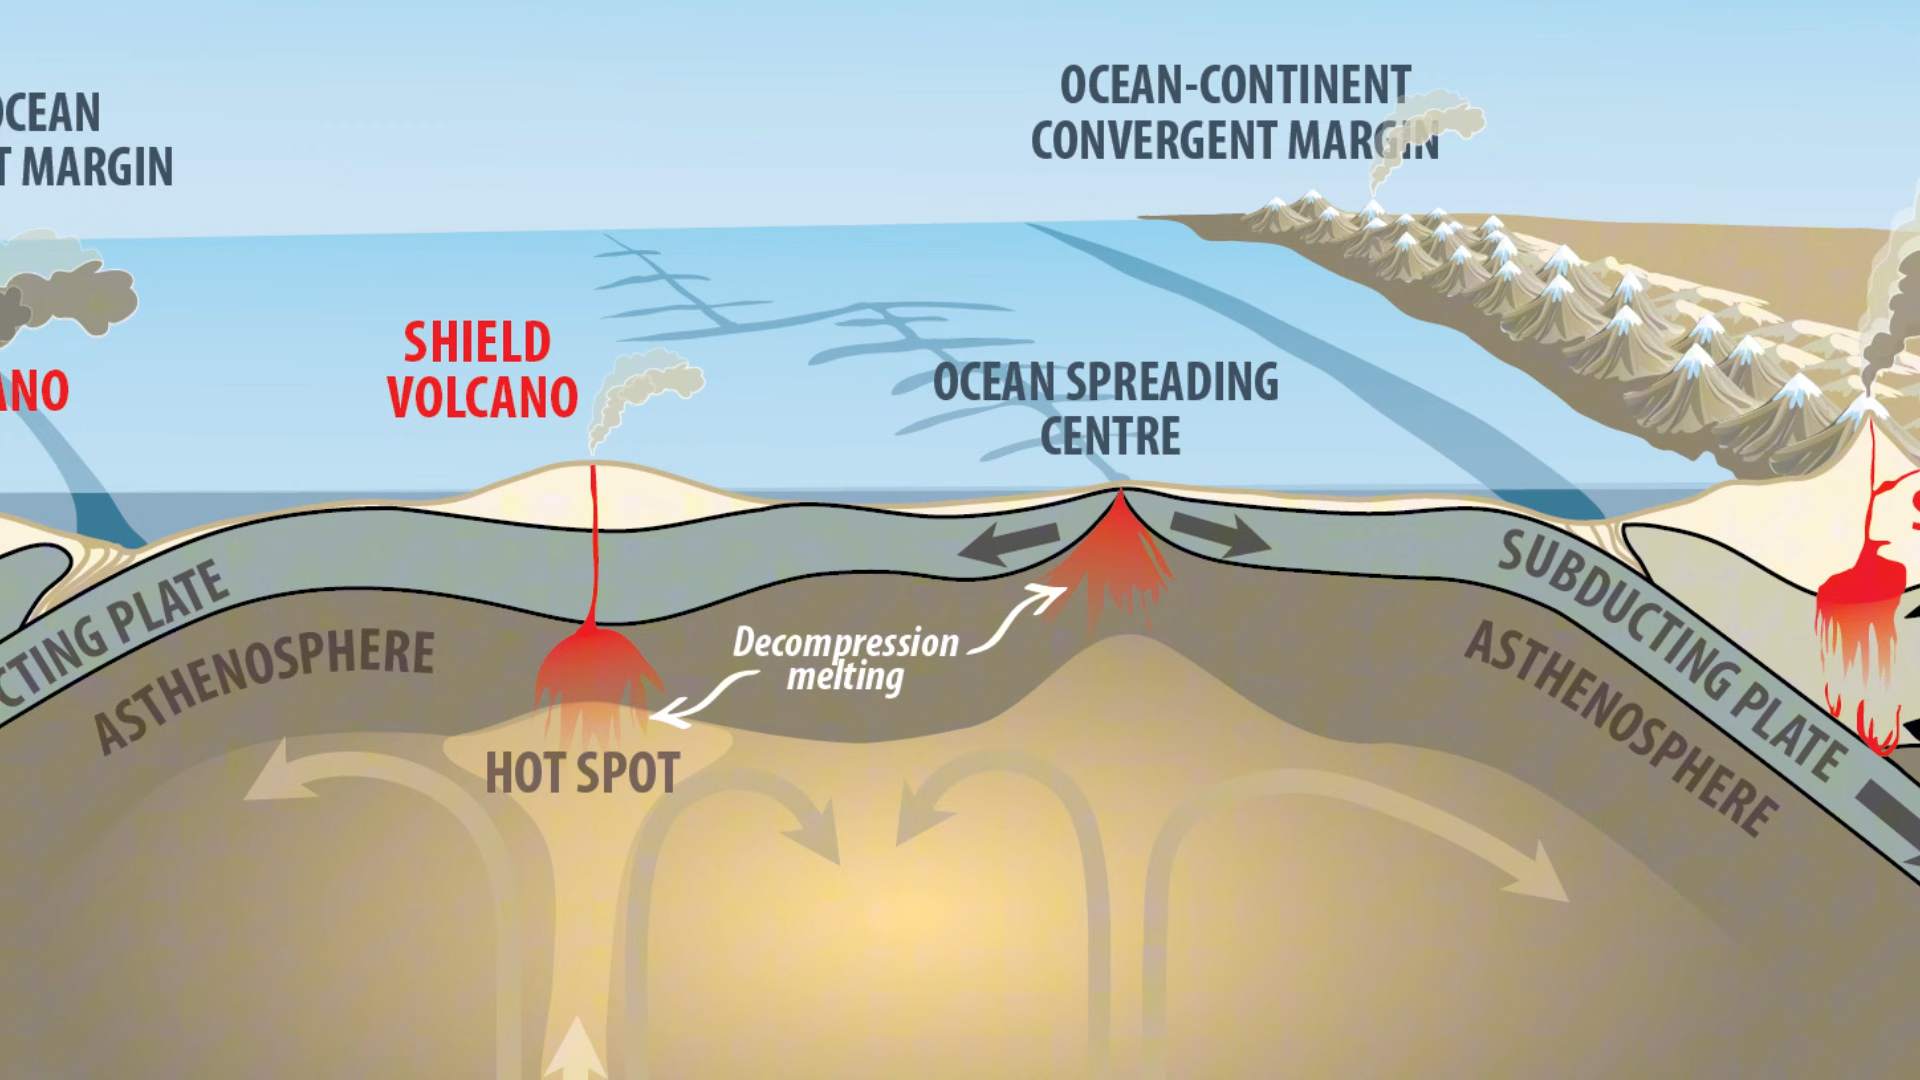 OCEAN
T MARGIN
ANO
SHIELD
VOLCANO
OCEAN-CONTINENT
CONVERGENT MARGIN
OCEAN SPREADING
CENTRE
CTING PLATE
ASTHENOSPHERE
HOT SPOT
Decompression
melting
SUBDUCTING PLATE
ASTHENOSPHERE
S